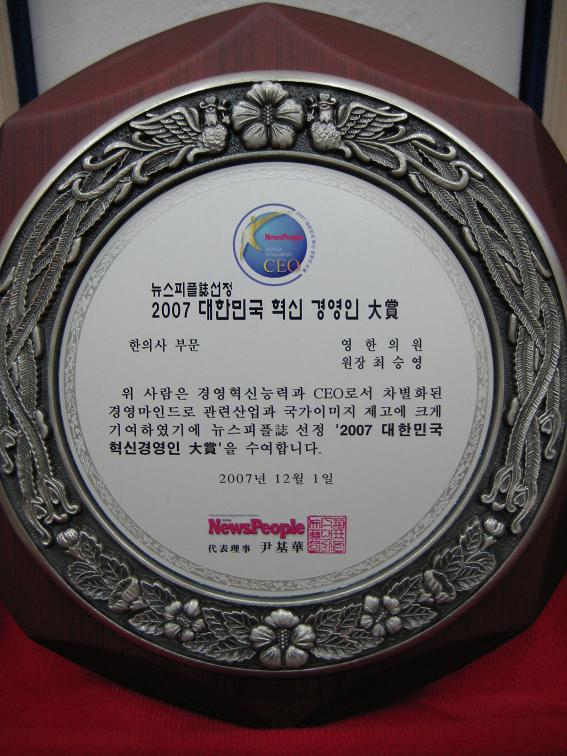 NewsPeople
KOREA
Innovation
CEO
뉴스피플誌선정
2007 대한민국 혁신 경영인 大賞
한의사 부문
영 한 의 원
원장 최 승 영
위 사람은 경영혁신능력과 CEO로서 차별화된
경영마인드로 관련산업과 국가이미지 제고에 크게
기여하였기에 뉴스피플誌 선정 '2007 대한민국
혁신경영인 大賞'을 수여합니다.
2007년 12월 1일
NewsPeople
代表理事 尹基華